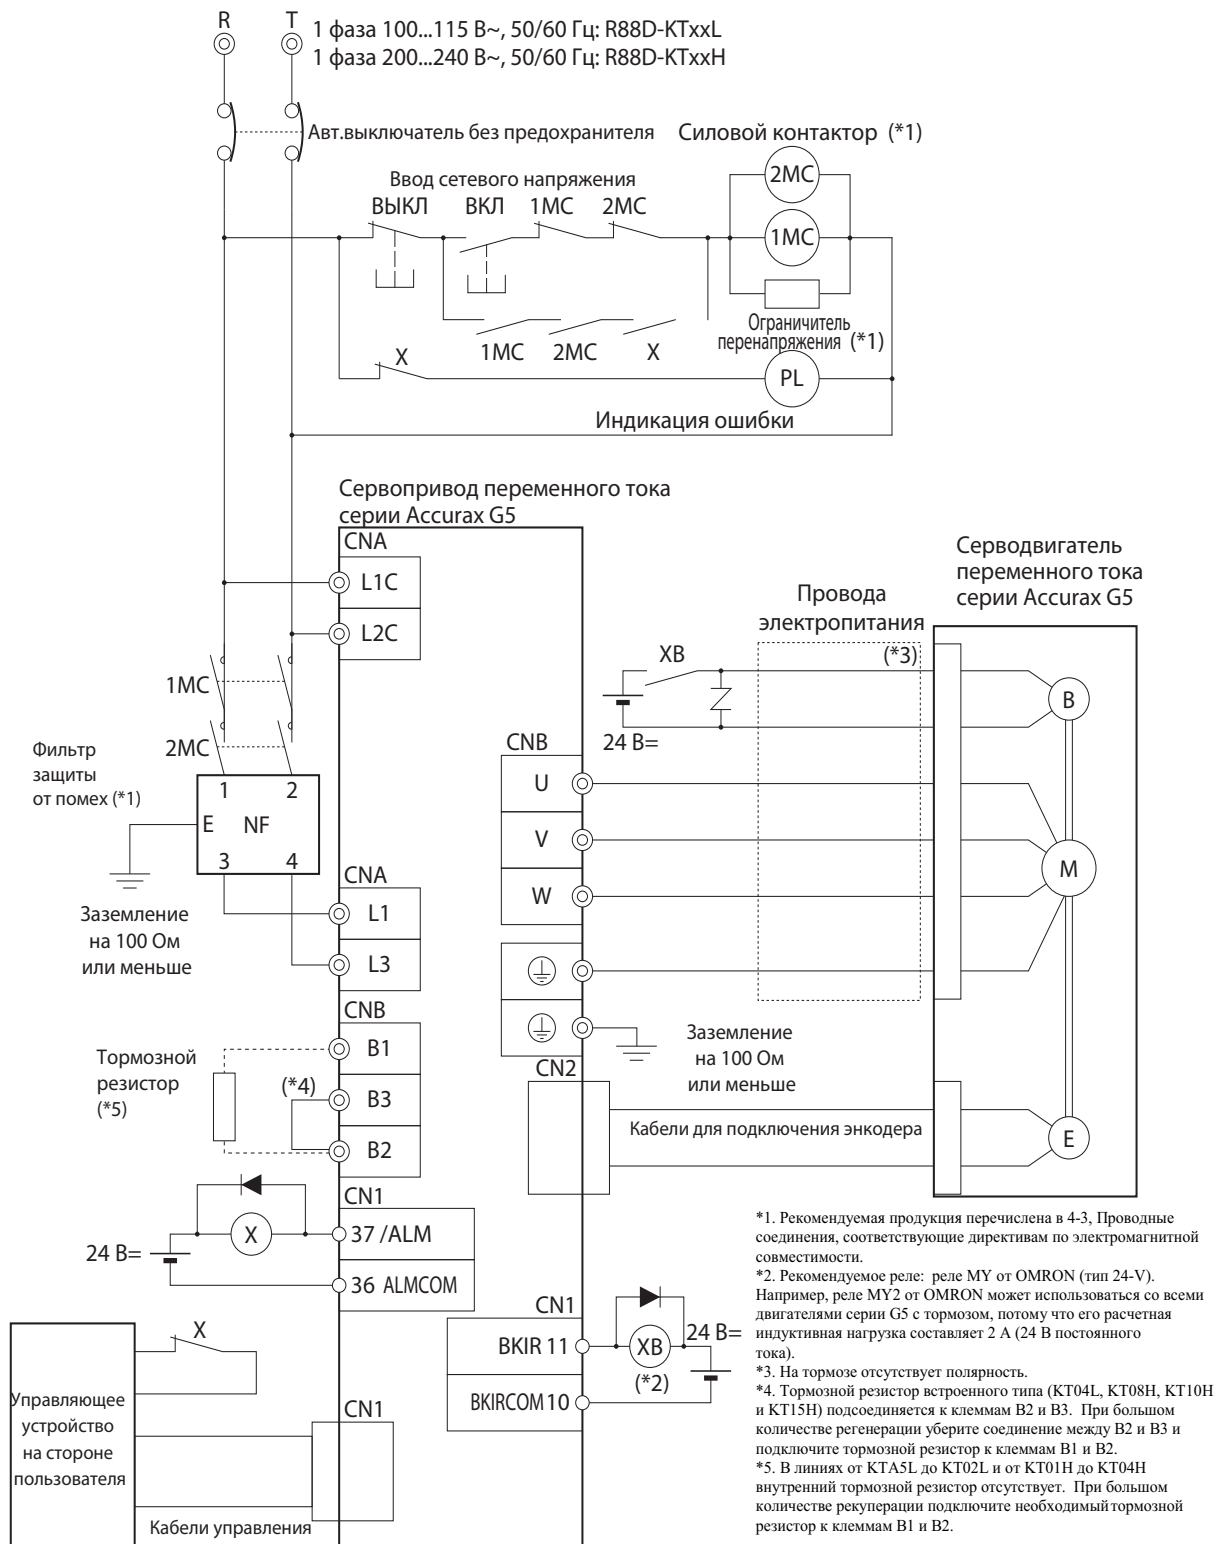 R T
1 фаза 100...115 В~, 50/60 Гц: R88D-KTxxL
1 фаза 200...240 В~, 50/60 Гц: R88D-KTxxH
Авт.выключатель без предохранителя
Силовой контактор (*1)
Ввод сетевого напряжения
ВЫКЛ ВКЛ 1MC 2MC
2MC
1MC
Ограничитель
перенапряжения (*1)
1MC 2MC X
X
PL
Индикация ошибки
Сервопривод переменного тока
серии Accurax G5
CNA
L1C
L2C
Серводвигатель
переменного тока
серии Accurax G5
Провода
электропитания
(*3)
XB
24 В=
B
1MC
2MC
Фильтр
защиты
от помех (*1)
1 2
E NF
3 4
Заземление
на 100 Ом
или меньше
CNB
U
V
W
M
CNA
L1
L3
CNB
B1
B3
B2
Тормозной
резистор
(*5)
(*4)
Заземление
на 100 Ом
или меньше
CN2
Кабели для подключения энкодера
E
CN1
37 /ALM
36 ALMCOM
X
24 В=
CN1
BKIR 11
BKIRCOM 10
XB
(*2)
24 В=
X
Управляющее
устройство
на стороне
пользователя
CN1
Кабели управления
*1. Рекомендуемая продукция перечислена в 4-3, Проводные
соединения, соответствующие директивам по электромагнитной
совместимости.
*2. Рекомендуемое реле: реле MY от OMRON (тип 24-V).
Например, реле MY2 от OMRON может использоваться со всеми
двигателями серии G5 с тормозом, потому что его расчетная
индуктивная нагрузка составляет 2 А (24 В постоянного
тока).
*3. На тормозе отсутствует полярность.
*4. Тормозной резистор встроенного типа (KT04L, KT08H, KT10H
и KT15H) подсоединяется к клеммам B2 и B3. При большом
количестве регенерации уберите соединение между B2 и B3 и
подключите тормозной резистор к клеммам B1 и B2.
*5. В линиях от KTA5L до KT02L и от KT01H до KT04H
внутренний тормозной резистор отсутствует. При большом
количестве рекуперации подключите необходимый тормозной
резистор к клеммам B1 и B2.